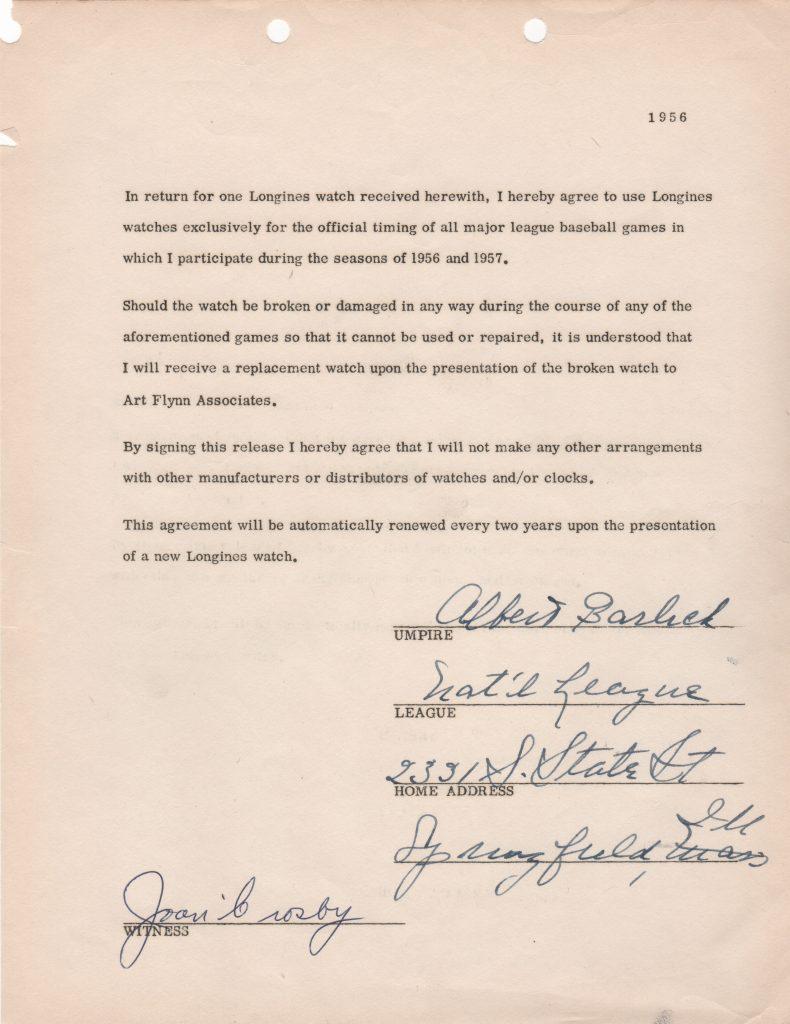 1956
In return for one Longines watch received herewith, I hereby agree to use Longines
watches exclusively for the official timing of all major league baseball games in
which I participate during the seasons of 1956 and 1957.
Should the watch be broken or damaged in any way during the course of any of the
aforementioned games so that it cannot be used or repaired, it is understood that
I will receive a replacement watch upon the presentation of the broken watch to
Art Flynn Associates.
By signing this release I hereby agree that I will not make any other arrangements
with other manufacturers or distributors of watches and/or clocks.
This agreement will be automatically renewed every two years upon the presentation
of a new Longines watch.
Albert Barlick
UMPIRE
Nat'l League
LEAGUE
2331 S. State St
HOME ADDRESS
Ill
Springfield, Mass
Joan Crosby
WITNESS